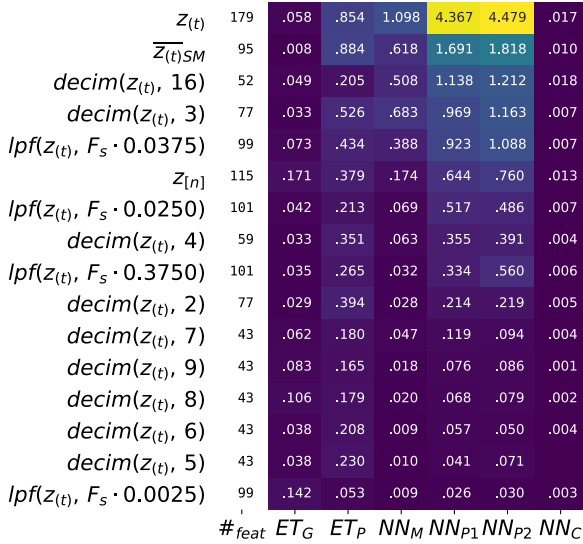 z(t) 179 .058 .854 1.098 4.367 4.479 .017
z(t)SM 95 .008 .884 .618 1.691 1.818 .010
decim(z(t), 16) 52 .049 .205 .508 1.138 1.212 .018
decim(z(t), 3) 77 .033 .526 .683 .969 1.163 .007
lpf(z(t), Fs · 0.0375) 99 .073 .434 .388 .923 1.088 .007
z[n] 115 .171 .379 .174 .644 .760 .013
lpf(z(t), Fs · 0.0250) 101 .042 .213 .069 .517 .486 .007
decim(z(t), 4) 59 .033 .351 .063 .355 .391 .004
lpf(z(t), Fs · 0.3750) 101 .035 .265 .032 .334 .560 .006
decim(z(t), 2) 77 .029 .394 .028 .214 .219 .005
decim(z(t), 7) 43 .062 .180 .047 .119 .094 .004
decim(z(t), 9) 43 .083 .165 .018 .076 .086 .001
decim(z(t), 8) 43 .106 .179 .020 .068 .079 .002
decim(z(t), 6) 43 .038 .208 .009 .057 .050 .004
decim(z(t), 5) 43 .038 .230 .010 .041 .071
lpf(z(t), Fs · 0.0025) 99 .142 .053 .009 .026 .030 .003
#feat ETG ETP NNM NNP1 NNP2 NNC